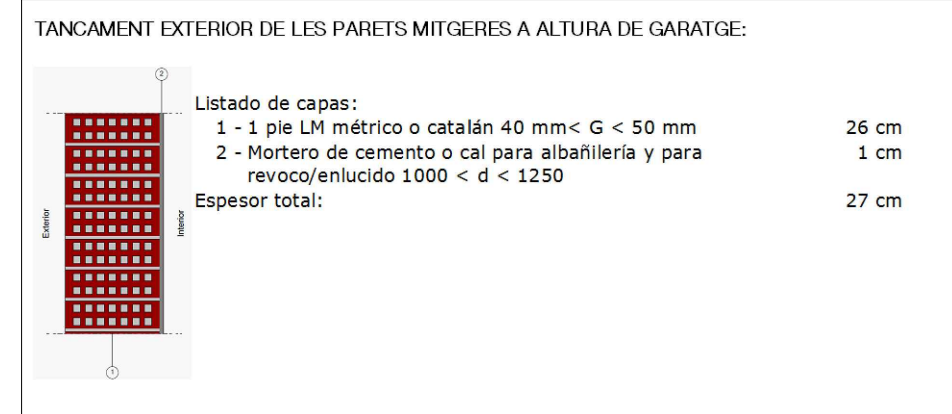 TANCAMENT EXTERIOR DE LES PARETS MITGERES A ALTURA DE GARATGE:
2
Listado de capas:
1 - 1 pie LM métrico o catalán 40 mm< G < 50 mm 26 cm
2 - Mortero de cemento o cal para albañilería y para 1 cm
revoco/enlucido 1000 < d < 1250
Espesor total: 27 cm
Exterior
Interior
1